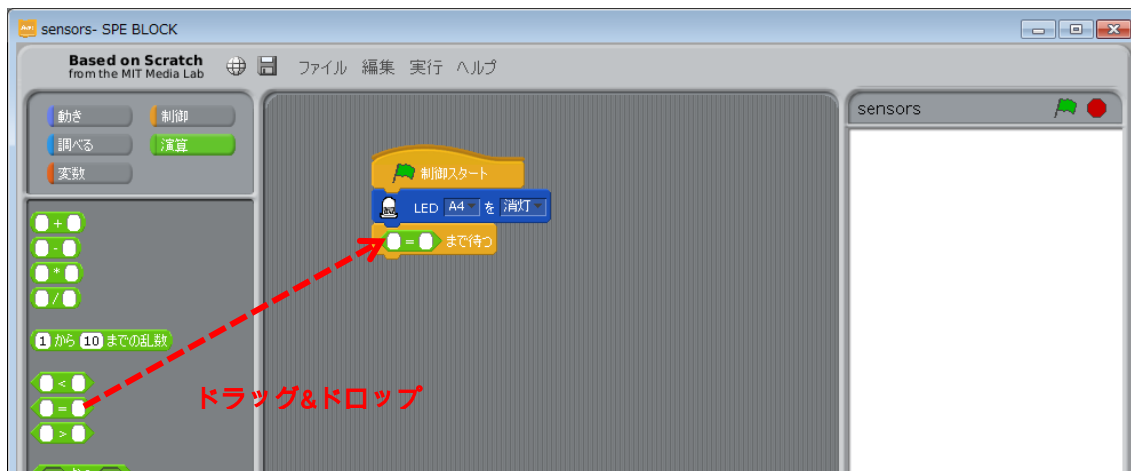 sensors- SPE BLOCK
Based on Scratch
from the MIT Media Lab
ファイル 編集 実行 ヘルプ
動き 制御
調べる 演算
変数
+
-
*
/
1 から 10 までの乱数
<
=
>
制御スタート
LED A4 を 消灯
= まで待つ
ドラッグ&ドロップ
sensors